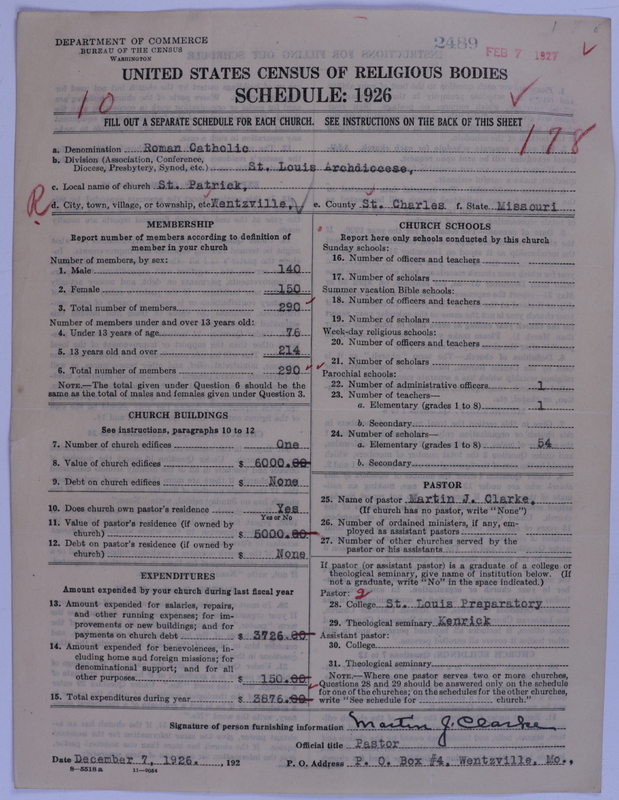 DEPARTMENT OF COMMERCE
BUREAU OF THE CENSUS
WASHINGTON
2489
FEB 7 1927
UNITED STATES CENSUS OF RELIGIOUS BODIES
SCHEDULE: 1926
10
178
FILL OUT A SEPARATE SCHEDULE FOR EACH CHURCH. SEE INSTRUCTIONS ON THE BACK OF THIS SHEET
a. Denomination Roman Catholic
b. Division (Association, Conference, Diocese, Presbytery, Synod, etc.) St. Louis Archdiocese,
c. Local name of church St. Patrick,
R
d. City, town, village, or township, etc. Wentzville, e. County St. Charles f. State Missouri
MEMBERSHIP
Report number of members according to definition of
member in your church
Number of members, by sex:
1. Male 140
2. Female 150
3. Total number of members 290
Number of members under and over 13 years old:
4. Under 13 years of age 76
5. 13 years old and over 214
6. Total number of members 290
NOTE.—The total given under Question 6 should be the
same as the total of males and females given under Question 3.
CHURCH BUILDINGS
See instructions, paragraphs 10 to 12
7. Number of church edifices One
8. Value of church edifices $ 6000.00
9. Debt on church edifices $ None
10. Does church own pastor's residence? Yes
Yes or No
11. Value of pastor's residence (if owned by
church) $ 5000.00
12. Debt on pastor's residence (if owned by
church) $ None
EXPENDITURES
Amount expended by your church during last fiscal year
13. Amount expended for salaries, repairs,
and other running expenses; for im-
provements or new buildings; and for
payments on church debt $ 3726.00
14. Amount expended for benevolences, in-
cluding home and foreign missions; for
denominational support; and for all
other purposes $ 150.00
15. Total expenditures during year $ 3876.00
CHURCH SCHOOLS
Report here only schools conducted by this church
Sunday schools:
16. Number of officers and teachers
17. Number of scholars
Summer vacation Bible schools:
18. Number of officers and teachers
19. Number of scholars
Week-day religious schools:
20. Number of officers and teachers
21. Number of scholars
Parochial schools:
22. Number of administrative officers 1
23. Number of teachers—
a. Elementary (grades 1 to 8) 1
b. Secondary
24. Number of scholars—
a. Elementary (grades 1 to 8) 54
b. Secondary
PASTOR
25. Name of pastor Martin J. Clarke,
(If church has no pastor, write "None")
26. Number of ordained ministers, if any, em-
ployed as assistant pastors
27. Number of other churches served by the
pastor or his assistants
If pastor (or assistant pastor) is a graduate of a college or
theological seminary, give name of institution below. (If
not a graduate, write "No" in the space indicated.)
Pastor: 2
28. College St. Louis Preparatory
29. Theological seminary Kenrick
Assistant pastor:
30. College
31. Theological seminary
NOTE.—Where one pastor serves two or more churches,
Questions 28 and 29 should be answered only on the schedule
for one of the churches; on the schedules for the other churches,
write "See schedule for church."
Signature of person furnishing information Martin J. Clarke
Official title Pastor
Date December 7, 1926. , 192 P. O. Address P. O. Box #4, Wentzville, Mo.,
8—5518a 11—9084